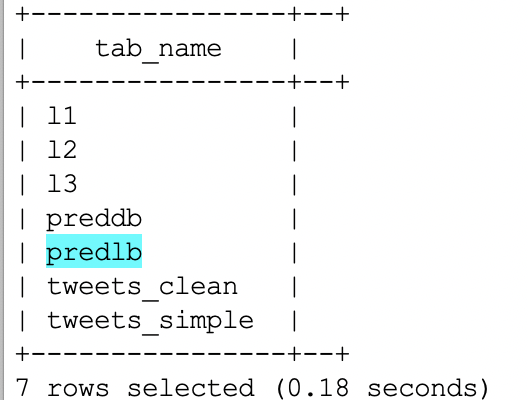 +----------------+--+
|    tab_name    |
+----------------+--+
| l1             |
| l2             |
| l3             |
| preddb         |
| predlb         |
| tweets_clean   |
| tweets_simple  |
+----------------+--+
7 rows selected (0.18 seconds)